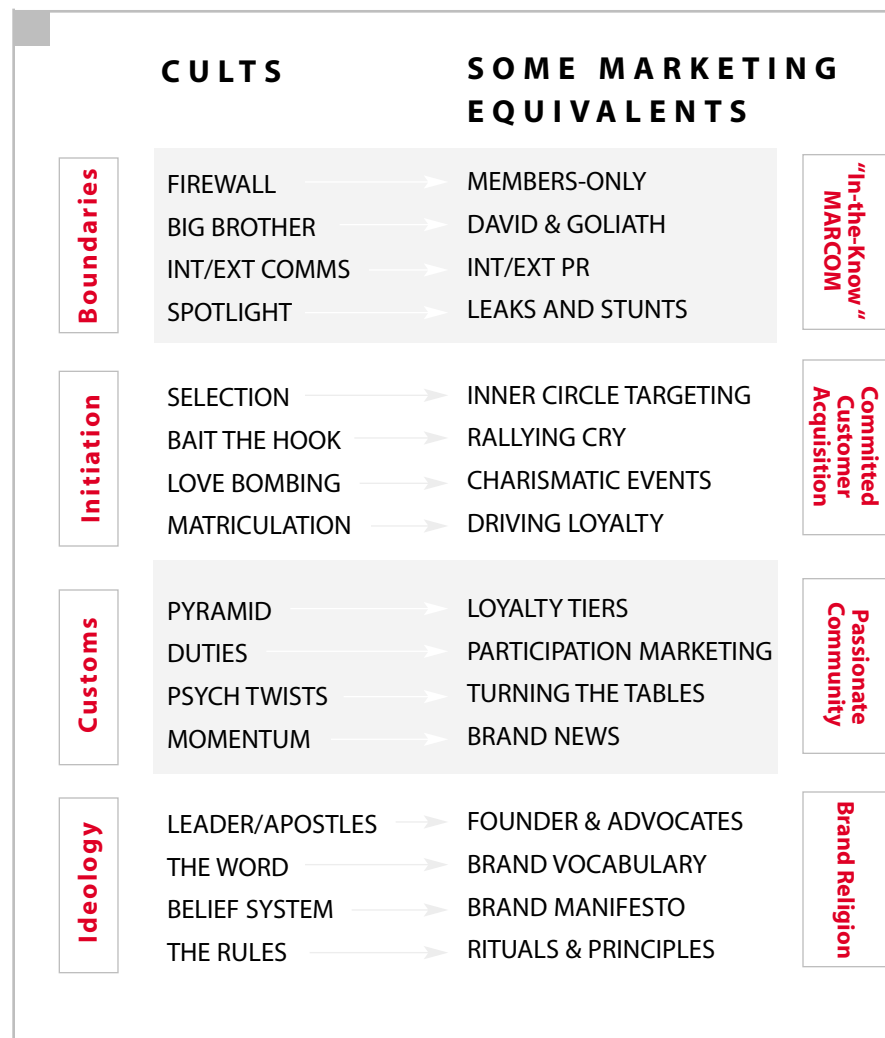 CULTS
SOME MARKETING
EQUIVALENTS
Boundaries
FIREWALL MEMBERS-ONLY
BIG BROTHER DAVID & GOLIATH
INT/EXT COMMS INT/EXT PR
SPOTLIGHT LEAKS AND STUNTS
“In-the-Know“
MARCOM
Initiation
SELECTION INNER CIRCLE TARGETING
BAIT THE HOOK RALLYING CRY
LOVE BOMBING CHARISMATIC EVENTS
MATRICULATION DRIVING LOYALTY
Committed
Customer
Acquisition
Customs
PYRAMID LOYALTY TIERS
DUTIES PARTICIPATION MARKETING
PSYCH TWISTS TURNING THE TABLES
MOMENTUM BRAND NEWS
Passionate
Community
Ideology
LEADER/APOSTLES FOUNDER & ADVOCATES
THE WORD BRAND VOCABULARY
BELIEF SYSTEM BRAND MANIFESTO
THE RULES RITUALS & PRINCIPLES
Brand Religion